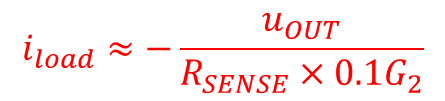 i_load ≈ − u_OUT / (R_SENSE × 0.1G_2)